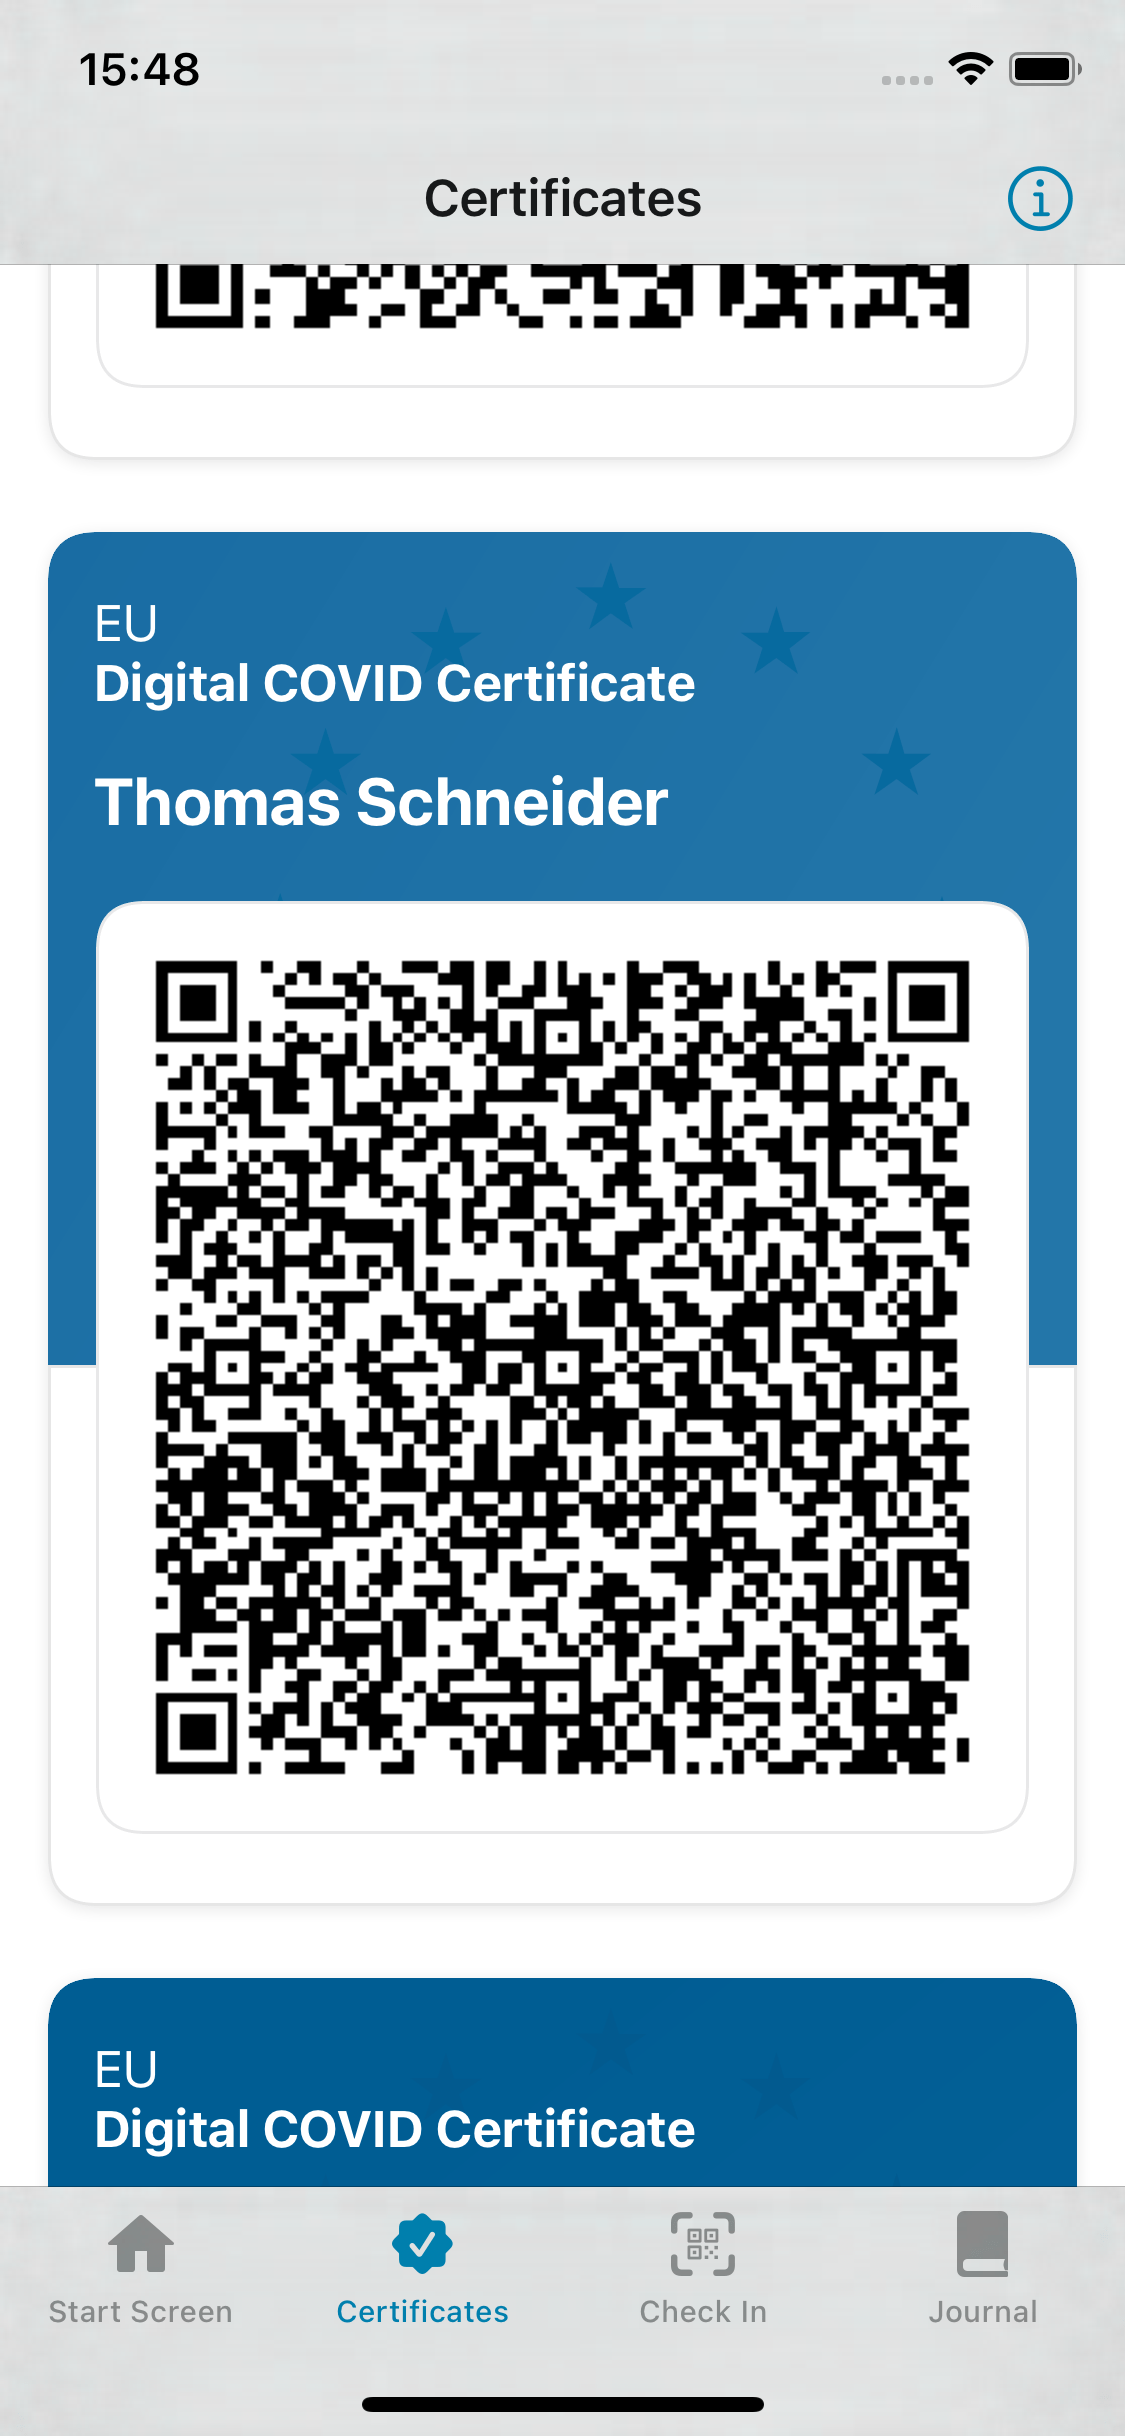 15:48
Certificates
EU
Digital COVID Certificate
Thomas Schneider
EU
Digital COVID Certificate
Start Screen
Certificates
Check In
Journal